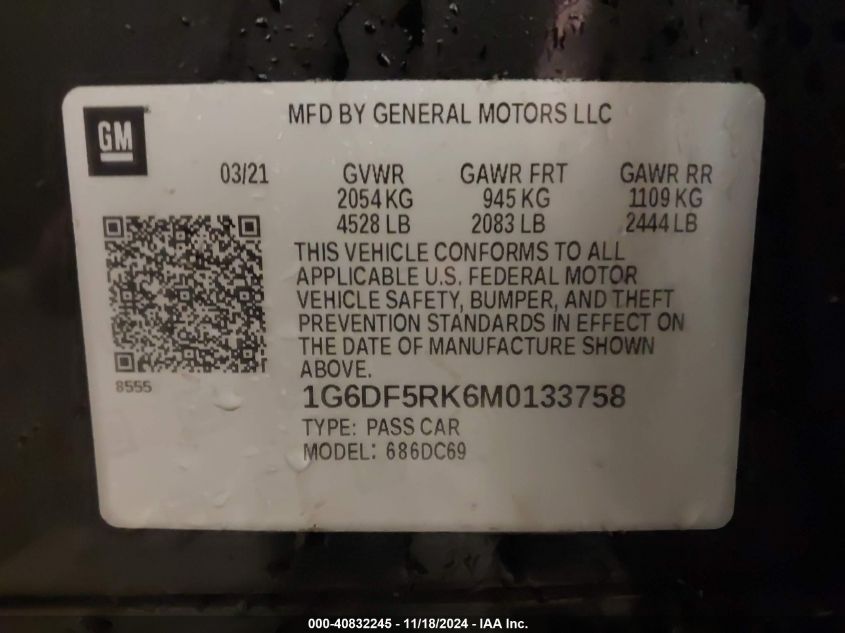 GM
MFD BY GENERAL MOTORS LLC
03/21 GVWR GAWR FRT GAWR RR
2054 KG 945 KG 1109 KG
4528 LB 2083 LB 2444 LB
THIS VEHICLE CONFORMS TO ALL
APPLICABLE U.S. FEDERAL MOTOR
VEHICLE SAFETY, BUMPER, AND THEFT
PREVENTION STANDARDS IN EFFECT ON
THE DATE OF MANUFACTURE SHOWN
ABOVE.
8555
1G6DF5RK6M0133758
TYPE: PASS CAR
MODEL: 686DC69
000-40832245 - 11/18/2024 - IAA Inc.